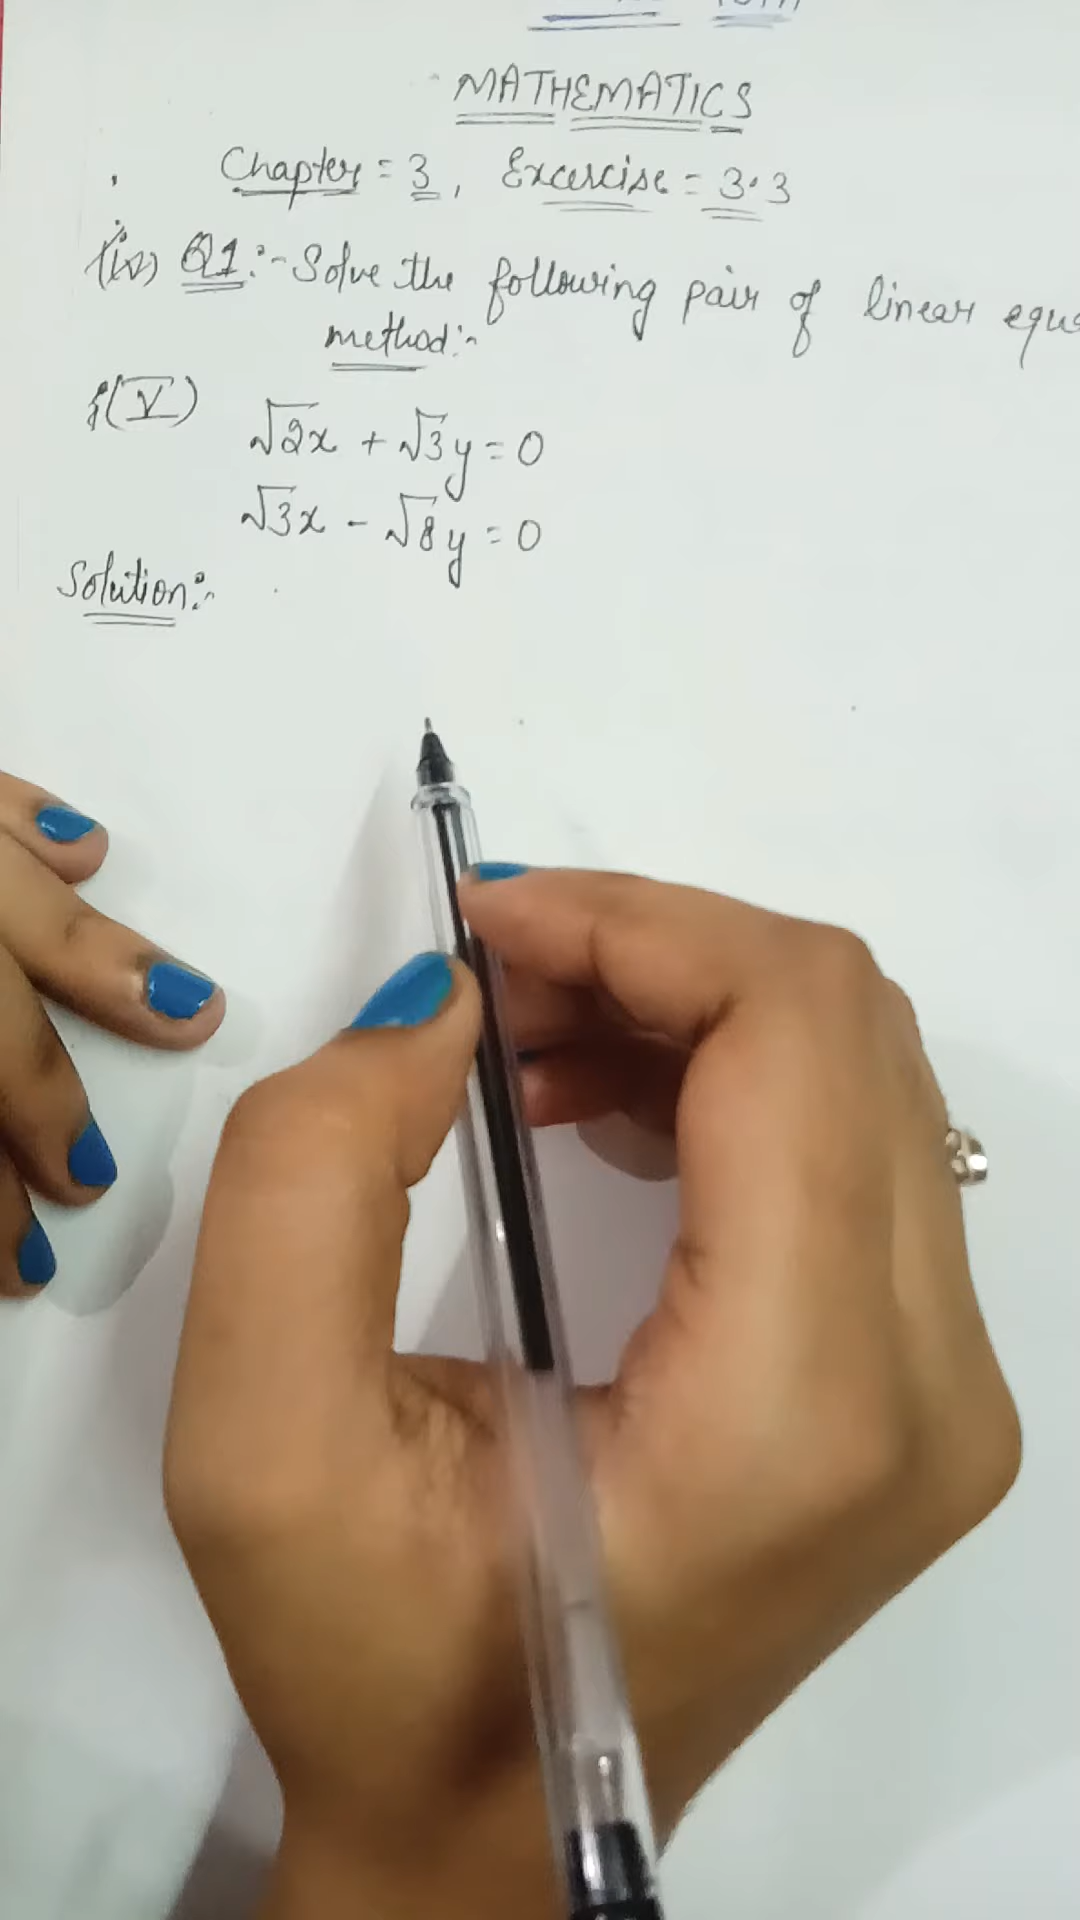 MATHEMATICS
Chapter = 3, Excercise = 3.3
(iv) Q1:- Solve the following pair of linear
method:-
(V) √2x + √3y = 0
√3x - √8y = 0
Solution:-